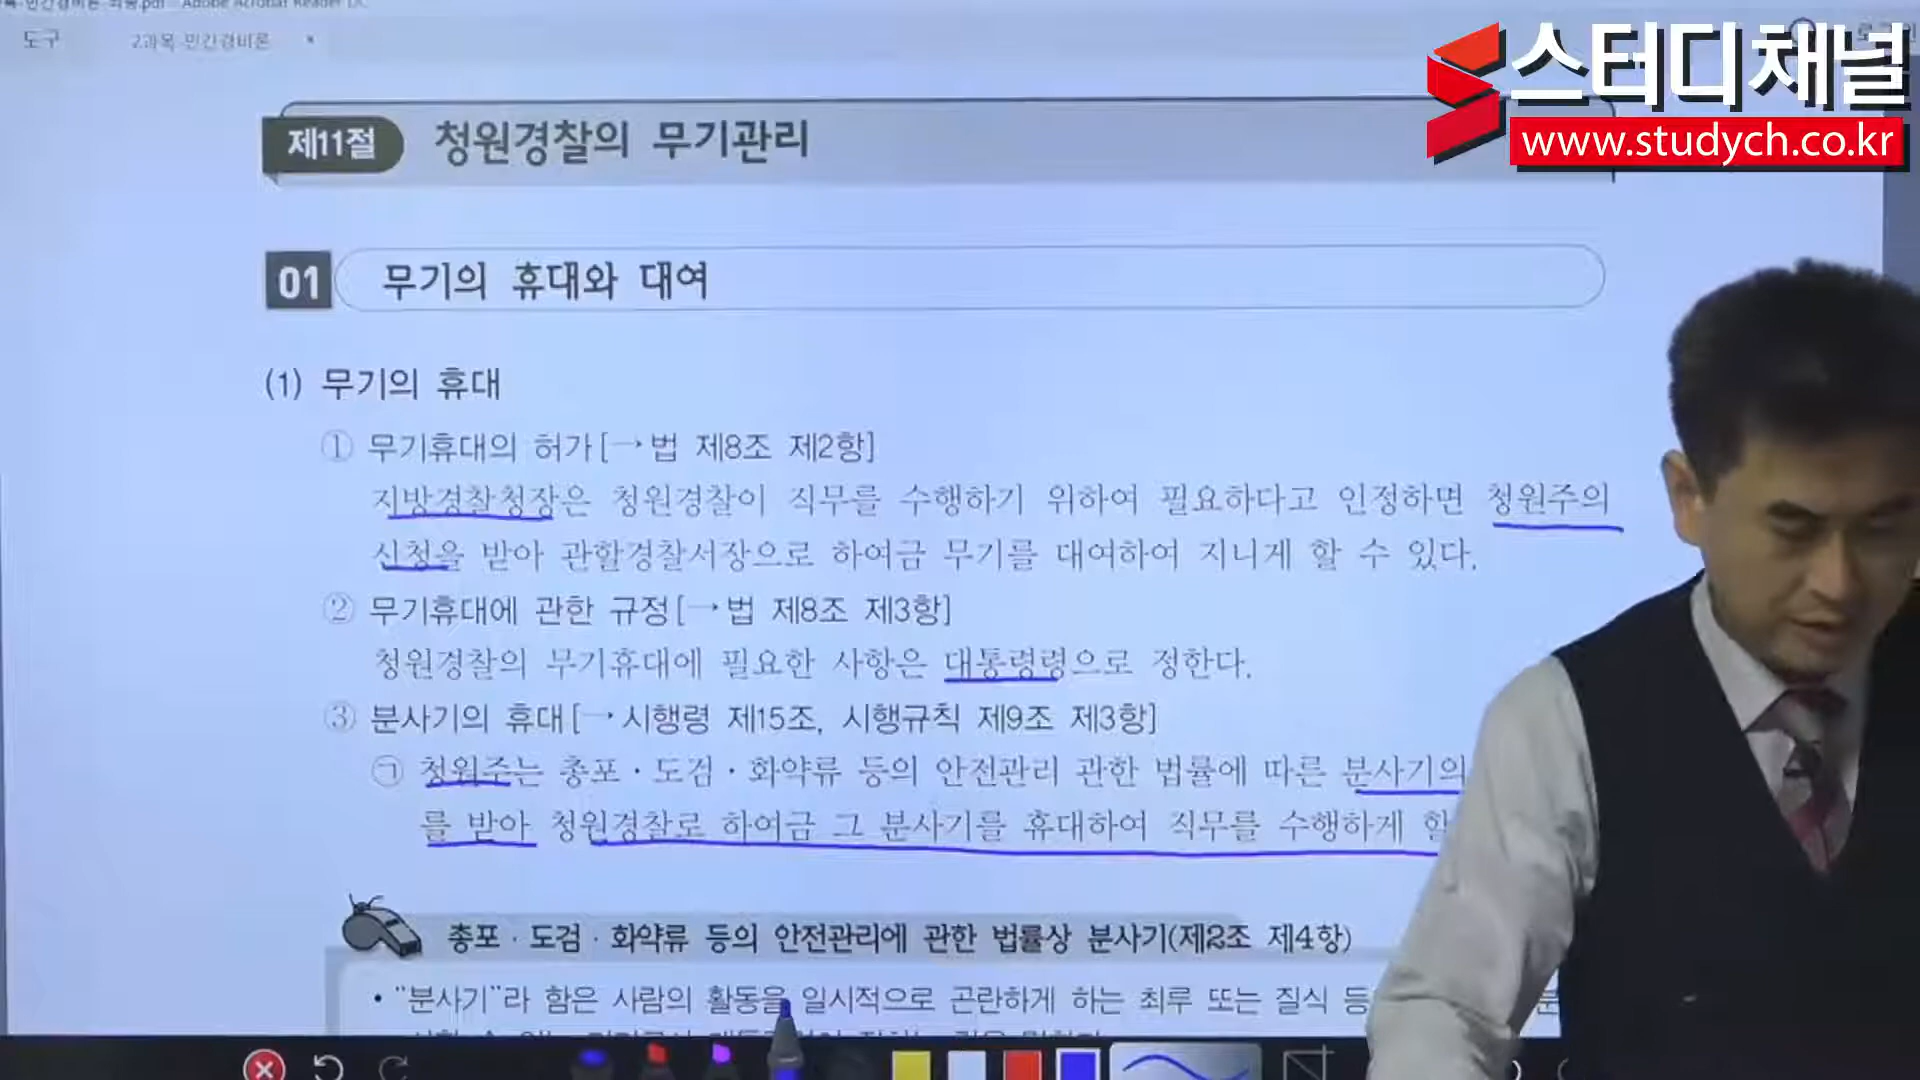 도구
2과목-민간경비론
스터디채널
www.studych.co.kr
제11절 청원경찰의 무기관리
01 무기의 휴대와 대여
(1) 무기의 휴대
① 무기휴대의 허가[→법 제8조 제2항]
지방경찰청장은 청원경찰이 직무를 수행하기 위하여 필요하다고 인정하면 청원주의
신청을 받아 관할경찰서장으로 하여금 무기를 대여하여 지니게 할 수 있다.
② 무기휴대에 관한 규정[→법 제8조 제3항]
청원경찰의 무기휴대에 필요한 사항은 대통령령으로 정한다.
③ 분사기의 휴대[→시행령 제15조, 시행규칙 제9조 제3항]
㉠ 청원주는 총포·도검·화약류 등의 안전관리 관한 법률에 따른 분사기의
를 받아 청원경찰로 하여금 그 분사기를 휴대하여 직무를 수행하게 할
총포·도검·화약류 등의 안전관리에 관한 법률상 분사기(제2조 제4항)
• "분사기"라 함은 사람의 활동을 일시적으로 곤란하게 하는 최루 또는 질식 등 분